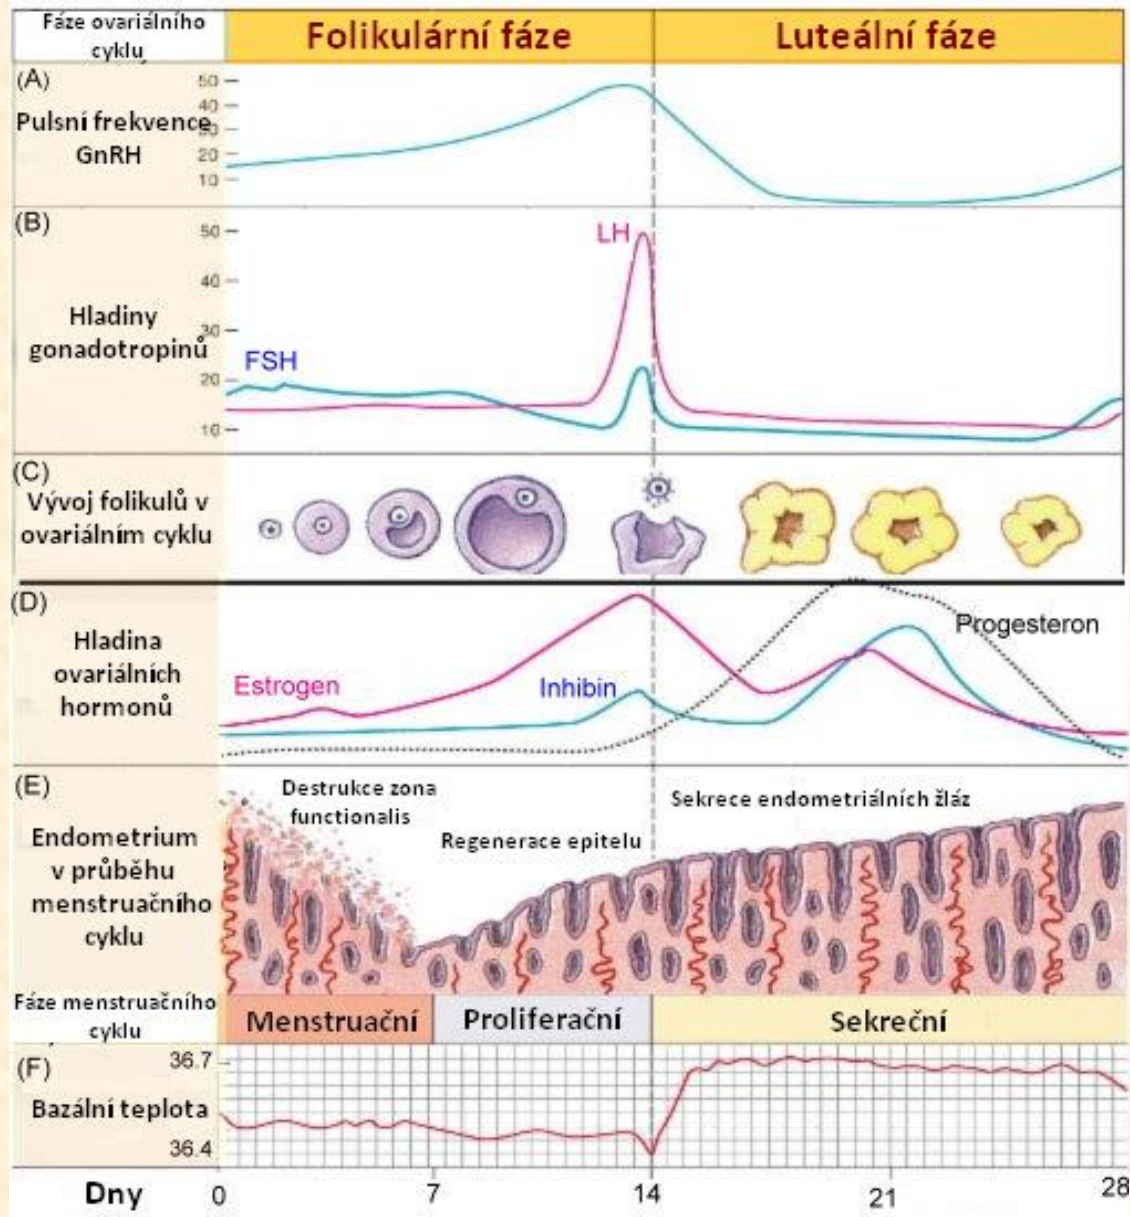 Fáze ovariálního
cyklu
Folikulární fáze
Luteální fáze
(A)
Pulsní frekvence
GnRH
50
40
30
20
10
(B)
Hladiny
gonadotropinů
50
40
30
20
10
LH
FSH
(C)
Vývoj folikulů v
ovariálním cyklu
(D)
Hladina
ovariálních
hormonů
Estrogen
Inhibin
Progesteron
(E)
Endometrium
v průběhu
menstruačního
cyklu
Destrukce zona
functionalis
Regenerace epitelu
Sekrece endometriálních žláz
Fáze menstruačního
cyklu
Menstruační
Proliferační
Sekreční
(F)
Bazální teplota
36.7
36.4
Dny
0
7
14
21
28